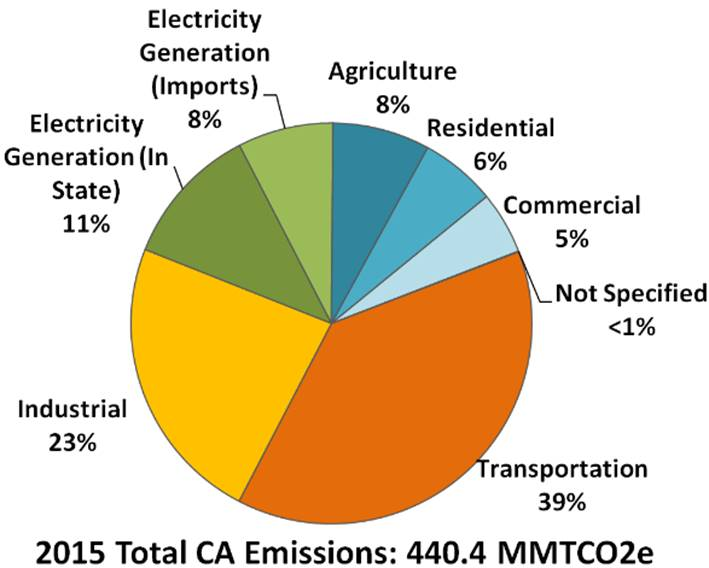 Electricity
Generation
(Imports)
8%
Agriculture
8%
Electricity
Generation (In
State)
11%
Residential
6%
Commercial
5%
Not Specified
<1%
Industrial
23%
Transportation
39%
2015 Total CA Emissions: 440.4 MMTCO2e